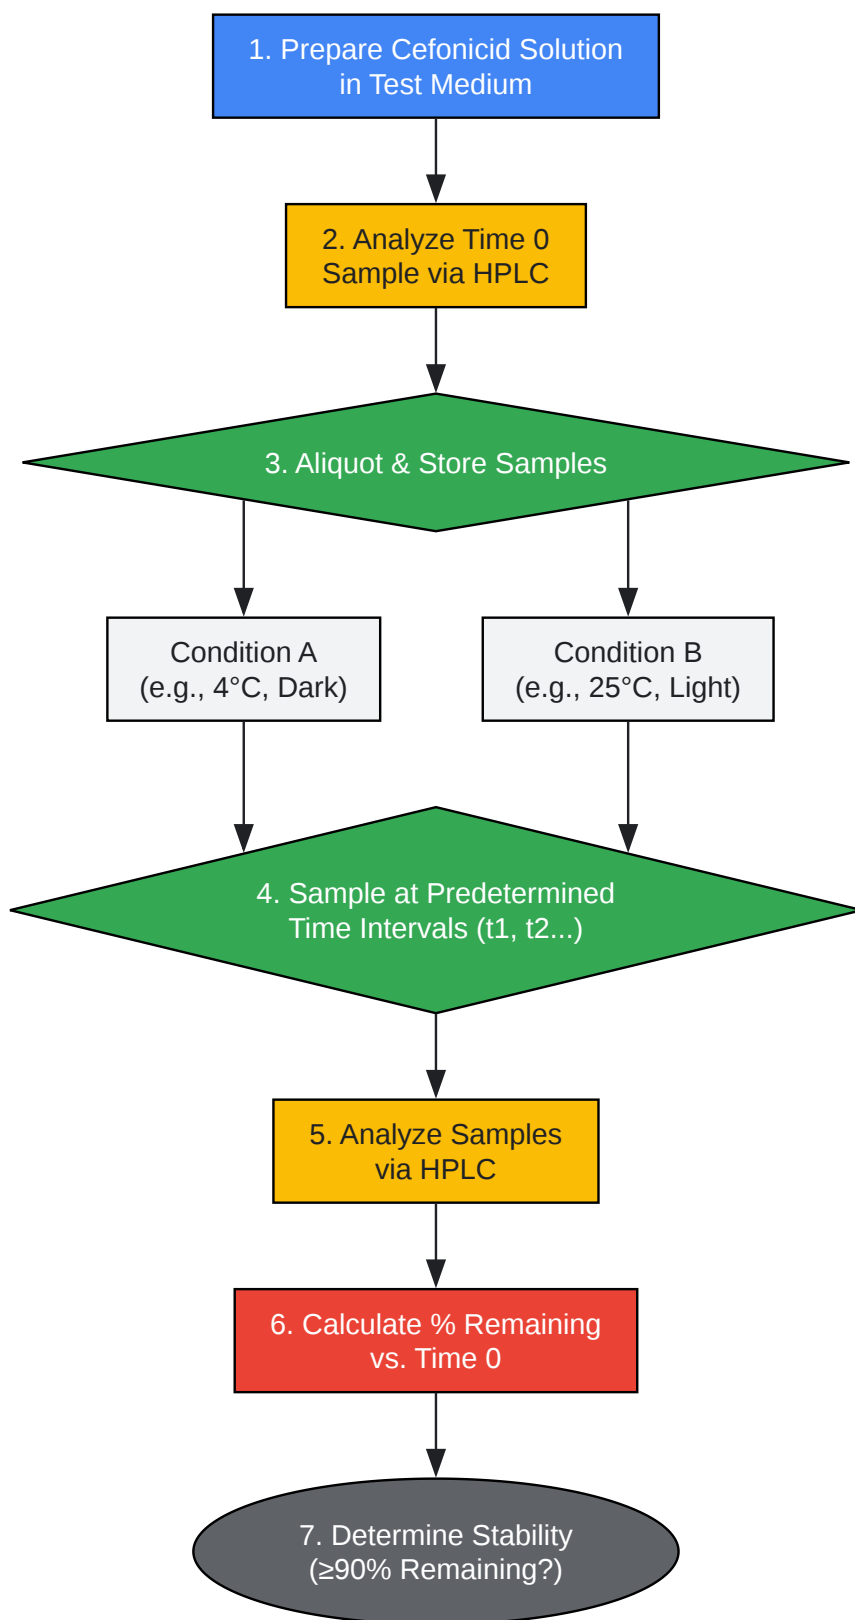 1. Prepare Cefonicid Solution
in Test Medium
2. Analyze Time 0
Sample via HPLC
3. Aliquot & Store Samples
Condition A
(e.g., 4°C, Dark)
Condition B
(e.g., 25°C, Light)
4. Sample at Predetermined
Time Intervals (t1, t2...)
5. Analyze Samples
via HPLC
6. Calculate % Remaining
vs. Time 0
7. Determine Stability
(≥90% Remaining?)